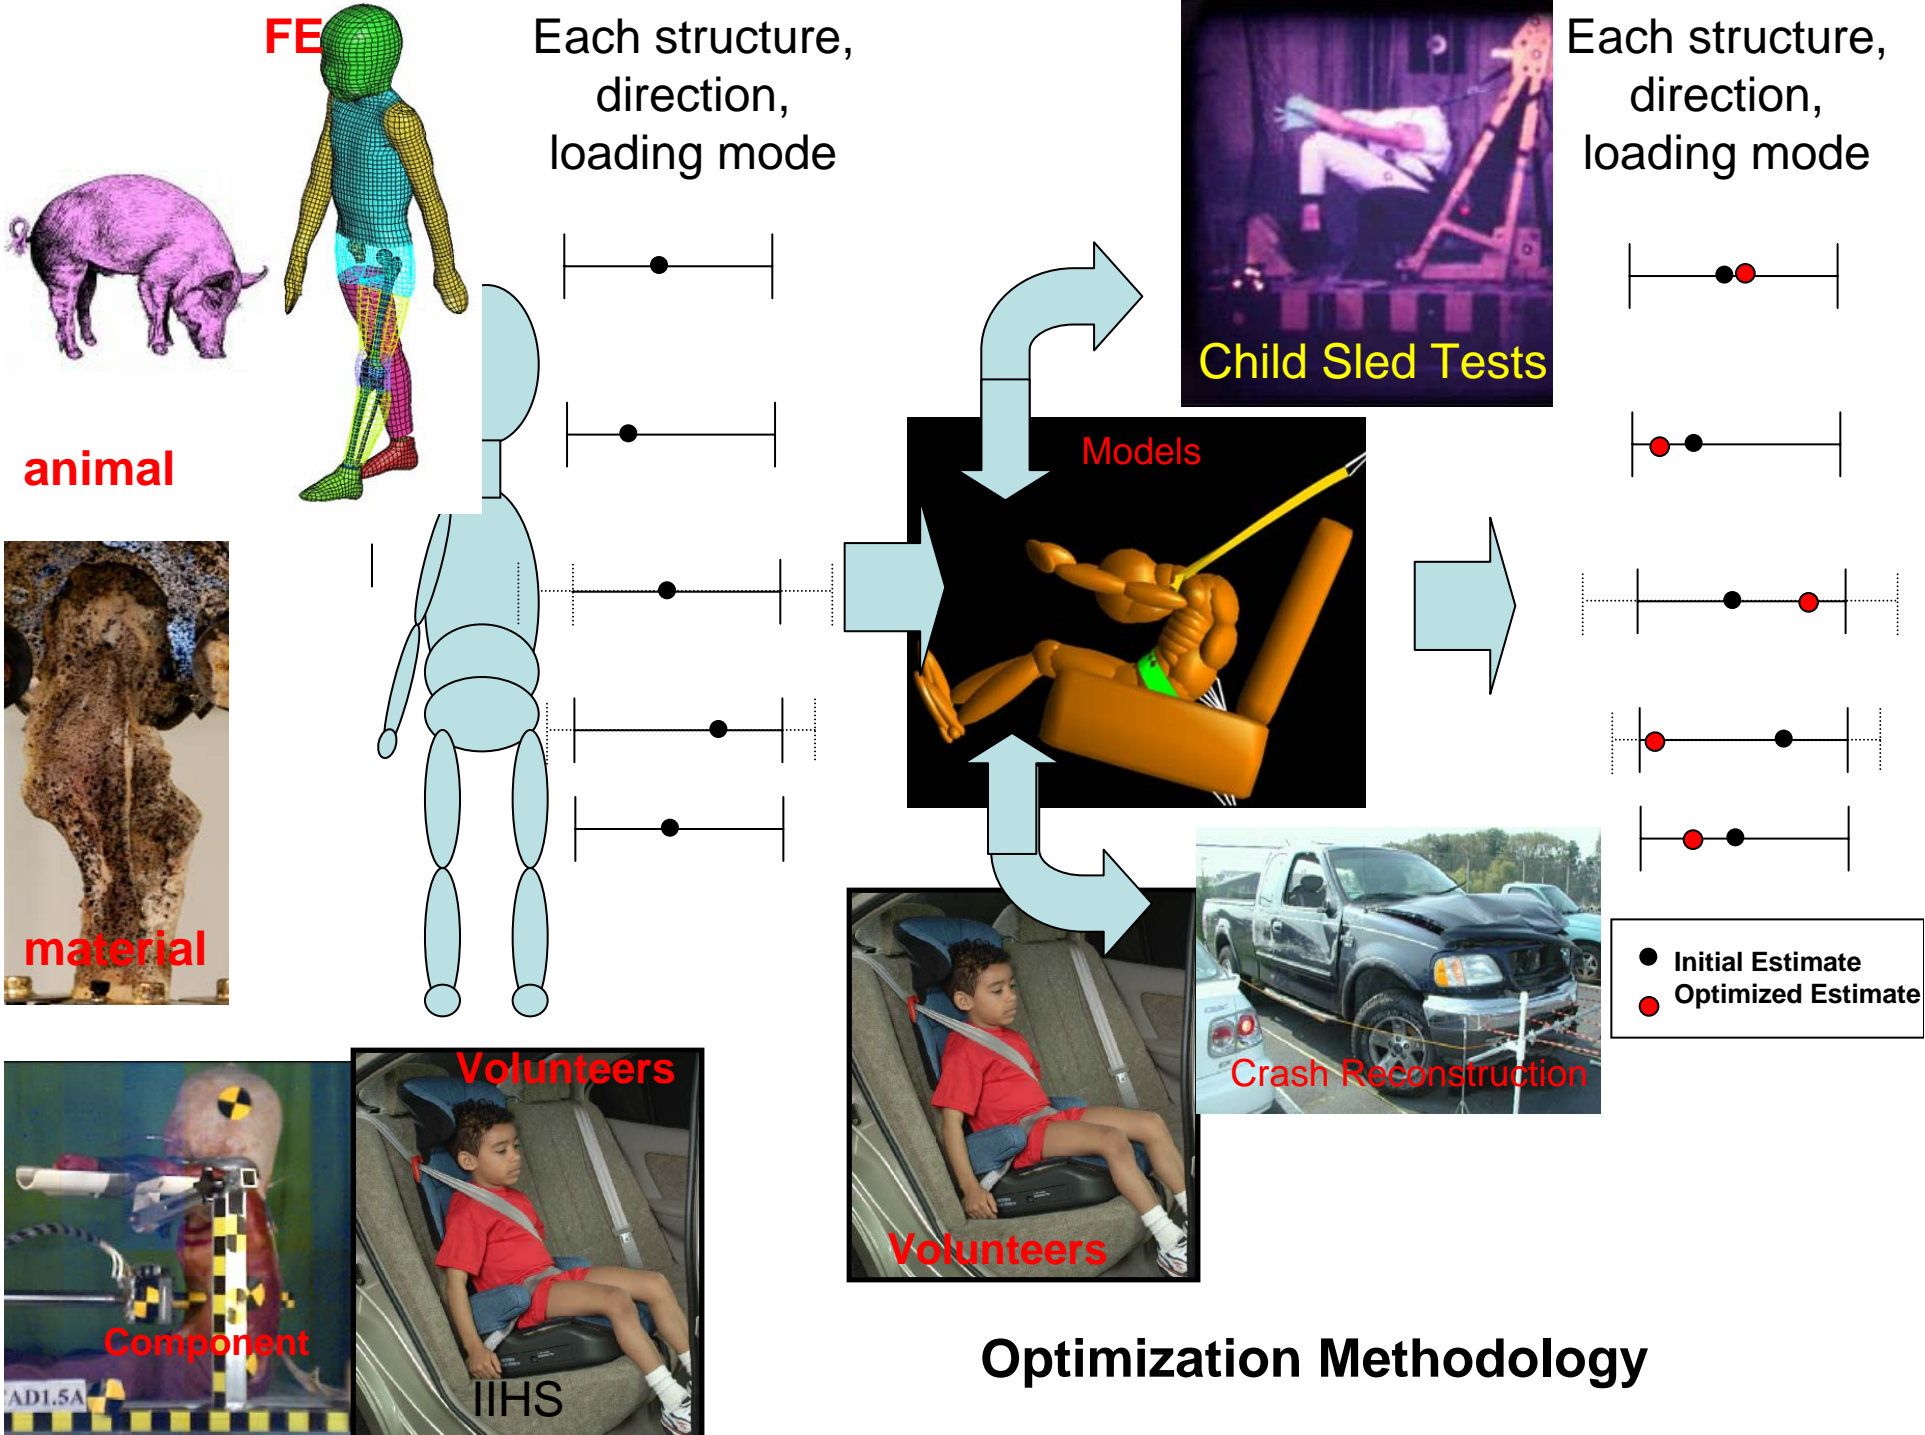 FE
Each structure,
direction,
loading mode
animal
material
Component
AD1.5A
Volunteers
IIHS
Models
Child Sled Tests
Volunteers
Crash Reconstruction
Each structure,
direction,
loading mode
Initial Estimate
Optimized Estimate
Optimization Methodology